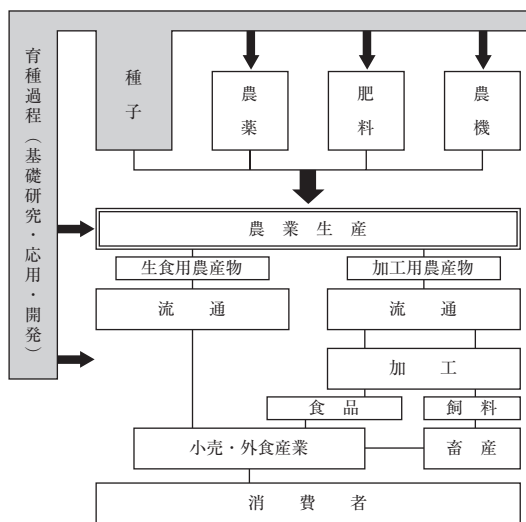 育種過程（基礎研究・応用・開発）
種子
農薬
肥料
農機
農業生産
生食用農産物
加工用農産物
流通
流通
加工
食品
飼料
小売・外食産業
畜産
消費者